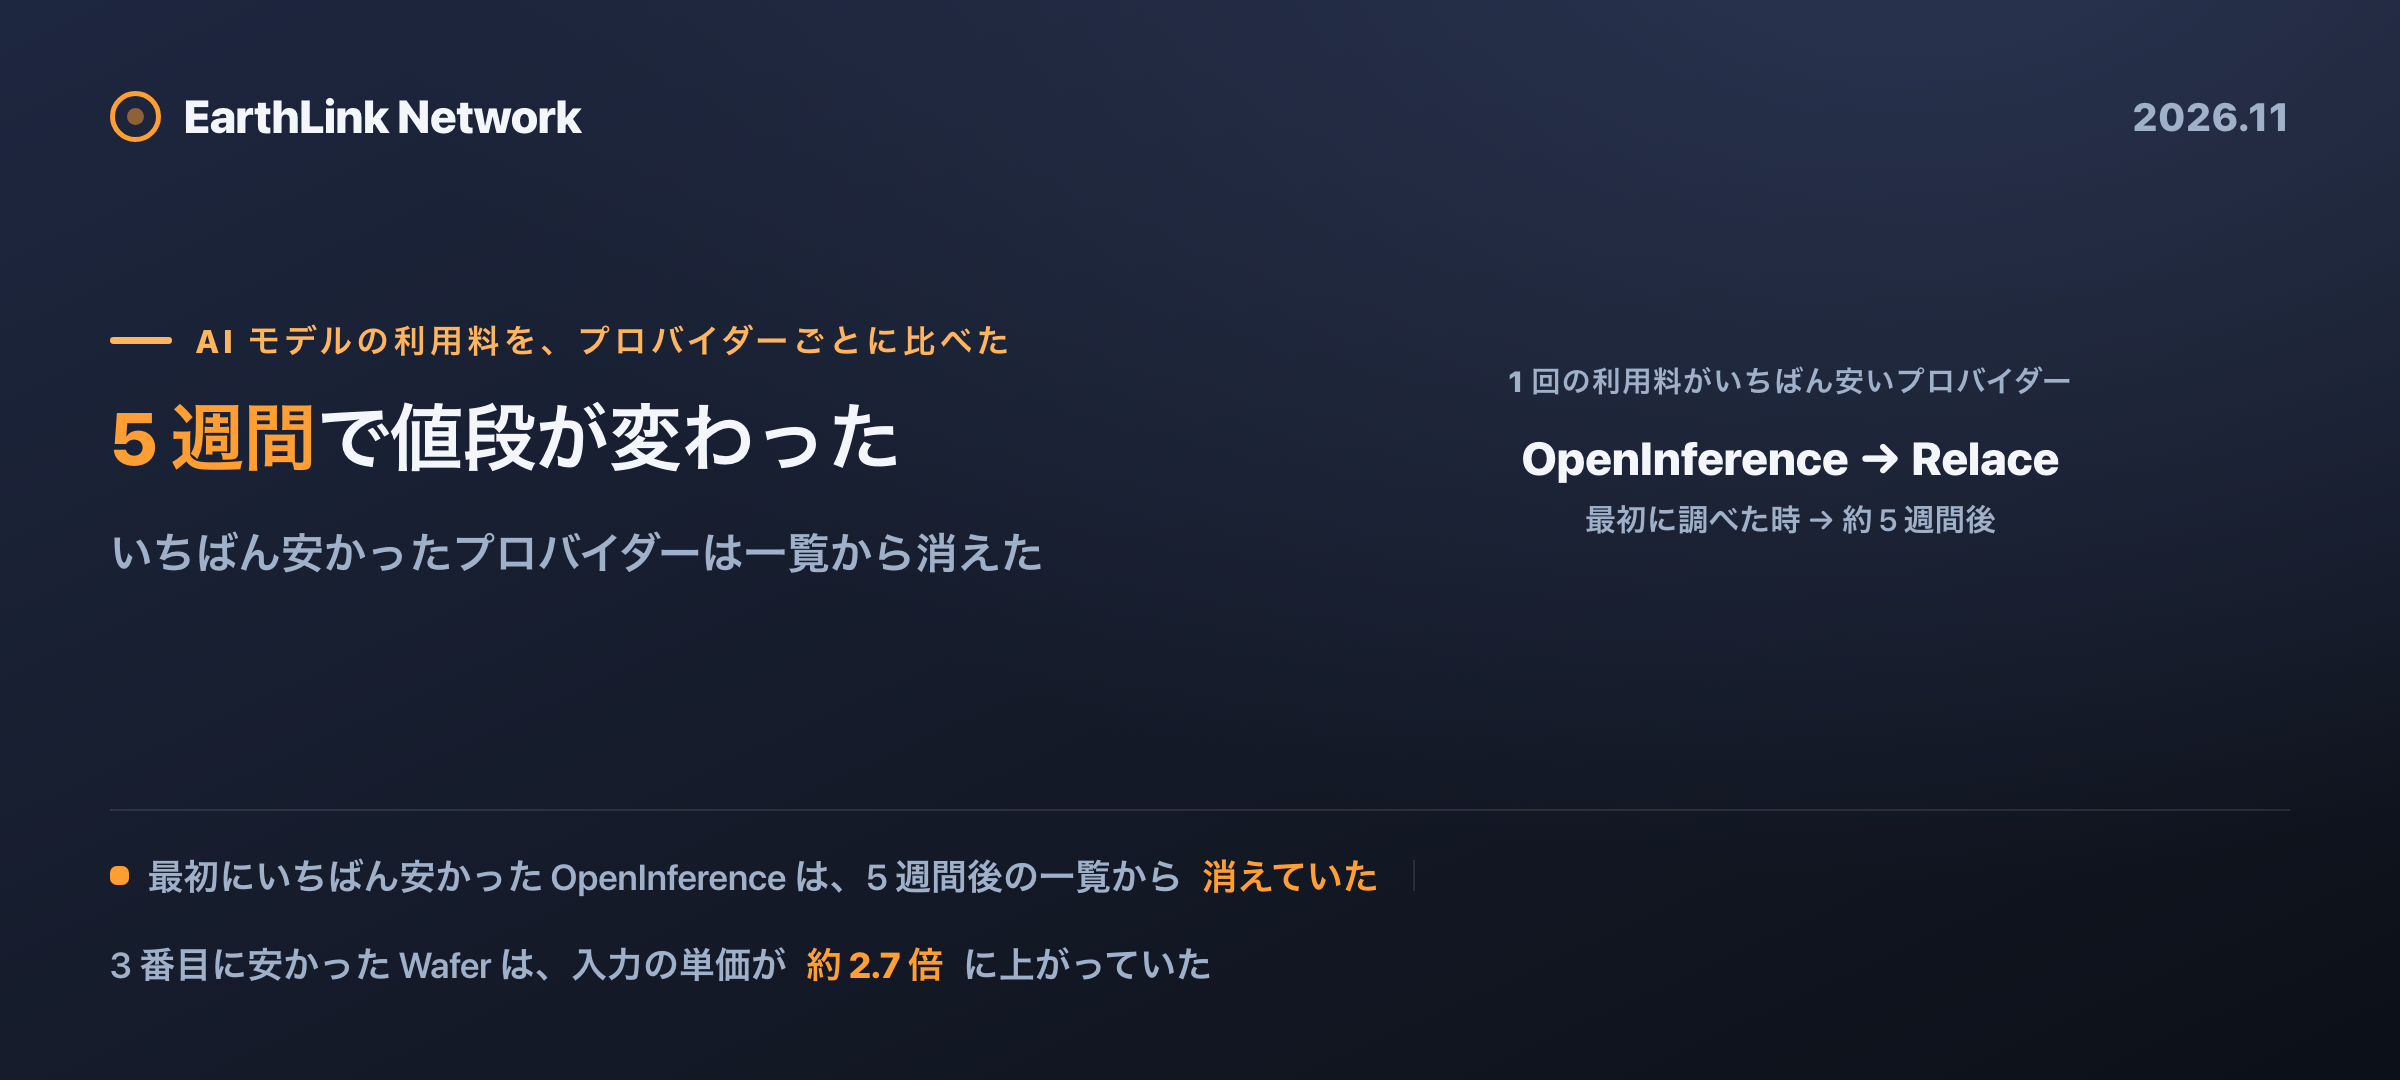 EarthLink Network
2026.11
AI モデルの利用料を、プロバイダーごとに比べた
5 週間で値段が変わった
いちばん安かったプロバイダーは一覧から消えた
1 回の利用料がいちばん安いプロバイダー
OpenInference → Relace
最初に調べた時 → 約 5 週間後
最初にいちばん安かった OpenInference は、5 週間後の一覧から 消えていた
3 番目に安かった Wafer は、入力の単価が 約 2.7 倍 に上がっていた